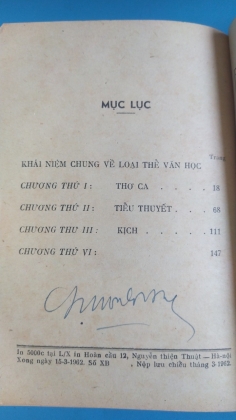 MỤC LỤC
Trang
KHÁI NIỆM CHUNG VỀ LOẠI THỂ VĂN HỌC
CHƯƠNG THỨ I : THƠ CA . . . . 18
CHƯƠNG THỨ II : TIỂU THUYẾT . . . 68
CHƯƠNG THỨ III : KỊCH . . . . 111
CHƯƠNG THỨ VI : 147
In 5000c tại L/X in Hoàn cầu 12, Nguyễn thiện Thuật — Hà-nội
Xong ngày 15-3-1962. Số XB . Nộp lưu chiểu tháng 3-1962.